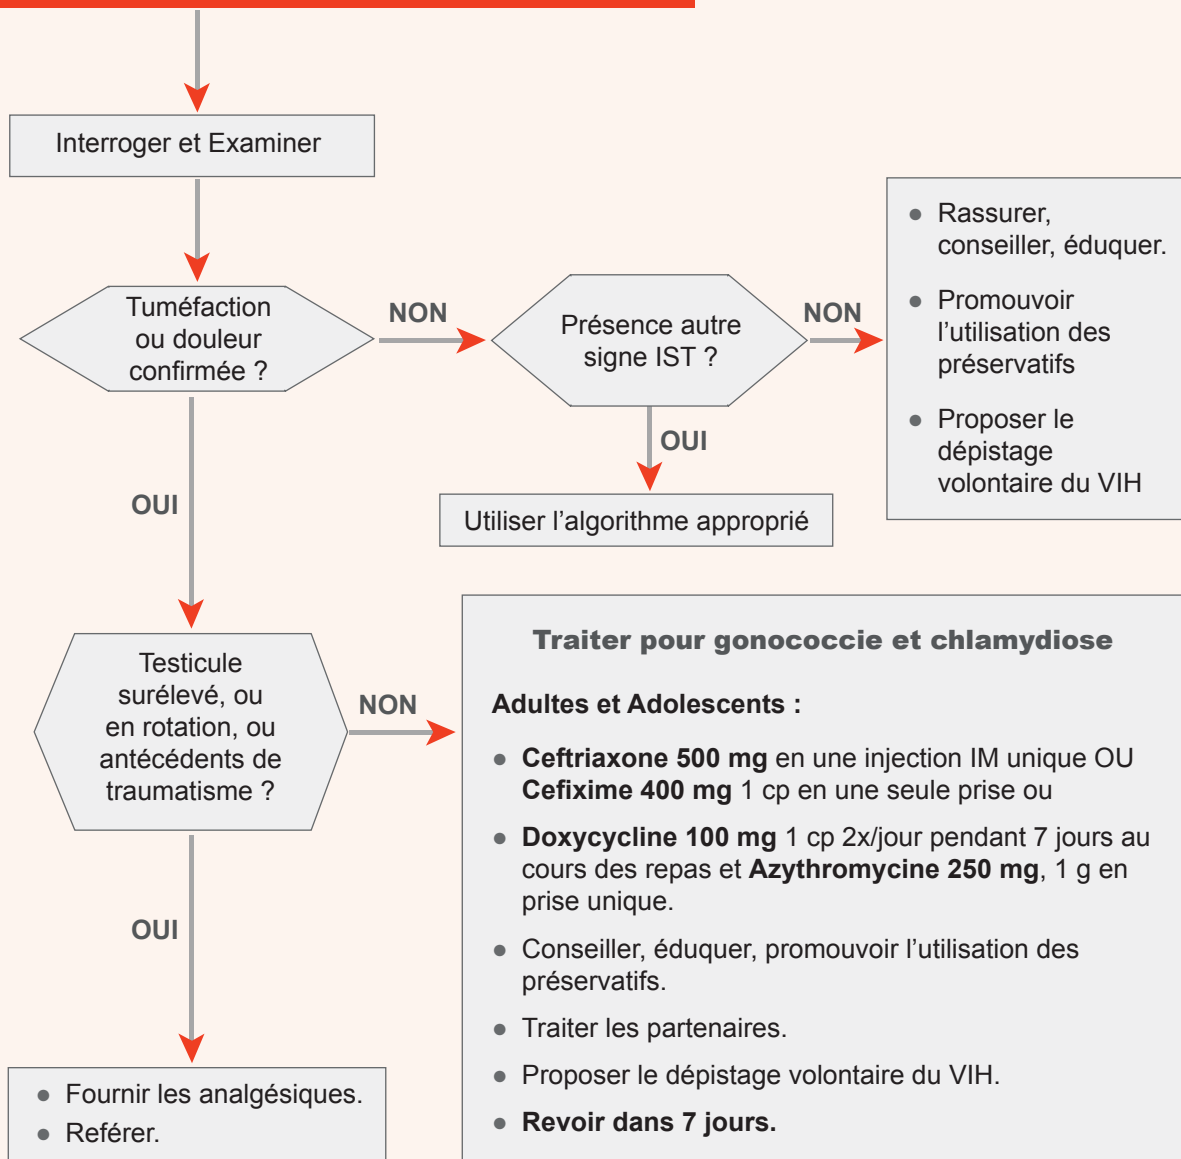 Interroger et Examiner
Tuméfaction
ou douleur
confirmée ?
NON
Présence autre
signe IST ?
NON
● Rassurer,
conseiller, éduquer.
● Promouvoir
l’utilisation des
préservatifs
● Proposer le
dépistage
volontaire du VIH
OUI
Utiliser l’algorithme approprié
OUI
Testicule
surélevé, ou
en rotation, ou
antécédents de
traumatisme ?
NON
Traiter pour gonococcie et chlamydiose
Adultes et Adolescents :
● Ceftriaxone 500 mg en une injection IM unique OU
Cefixime 400 mg 1 cp en une seule prise ou
● Doxycycline 100 mg 1 cp 2x/jour pendant 7 jours au
cours des repas et Azythromycine 250 mg, 1 g en
prise unique.
● Conseiller, éduquer, promouvoir l’utilisation des
préservatifs.
● Traiter les partenaires.
● Proposer le dépistage volontaire du VIH.
● Revoir dans 7 jours.
OUI
● Fournir les analgésiques.
● Reférer.